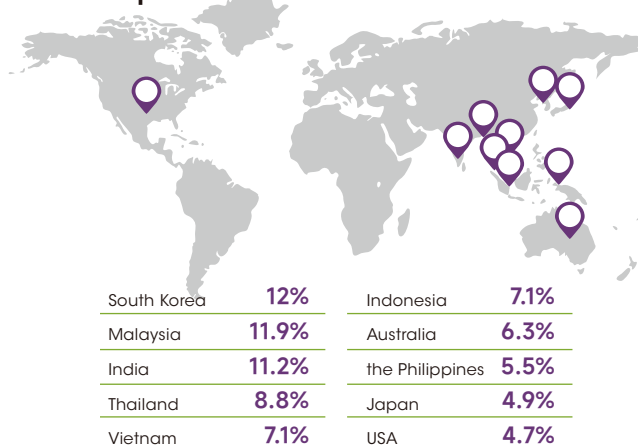 South Korea 12%
Malaysia 11.9%
India 11.2%
Thailand 8.8%
Vietnam 7.1%
Indonesia 7.1%
Australia 6.3%
the Philippines 5.5%
Japan 4.9%
USA 4.7%